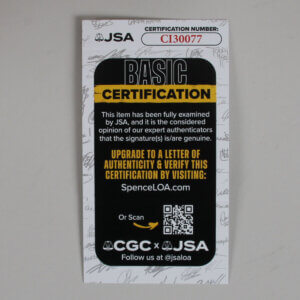 JSA
CERTIFICATION NUMBER:
CI30077
BASIC
CERTIFICATION
This item has been fully examined
by JSA, and it is the considered
opinion of our expert authenticators
that the signature(s) is/are genuine.
UPGRADE TO A LETTER OF
AUTHENTICITY & VERIFY THIS
CERTIFICATION BY VISITING:
SpenceLOA.com
Or Scan
CGC x JSA
Follow us at @jsaloa